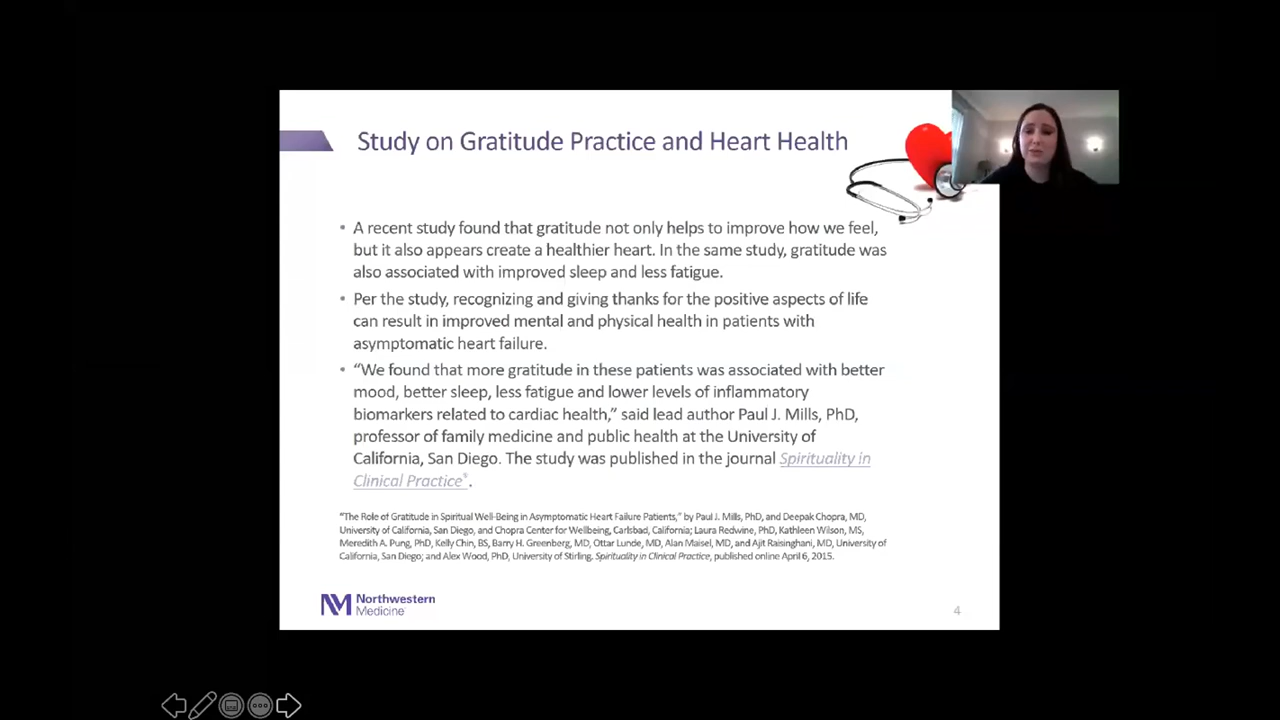 Study on Gratitude Practice and Heart Health
• A recent study found that gratitude not only helps to improve how we feel,
but it also appears create a healthier heart. In the same study, gratitude was
also associated with improved sleep and less fatigue.
• Per the study, recognizing and giving thanks for the positive aspects of life
can result in improved mental and physical health in patients with
asymptomatic heart failure.
• “We found that more gratitude in these patients was associated with better
mood, better sleep, less fatigue and lower levels of inflammatory
biomarkers related to cardiac health,” said lead author Paul J. Mills, PhD,
professor of family medicine and public health at the University of
California, San Diego. The study was published in the journal Spirituality in
Clinical Practice*.
“The Role of Gratitude in Spiritual Well-Being in Asymptomatic Heart Failure Patients,” by Paul J. Mills, PhD, and Deepak Chopra, MD,
University of California, San Diego, and Chopra Center for Wellbeing, Carlsbad, California; Laura Redwine, PhD, Kathleen Wilson, MS,
Meredith A. Pung, PhD, Kelly Chin, BS, Barry H. Greenberg, MD, Ottar Lunde, MD, Alan Maisel, MD, and Ajit Raisinghani, MD, University of
California, San Diego; and Alex Wood, PhD, University of Stirling. Spirituality in Clinical Practice, published online April 6, 2015.
NM Northwestern
Medicine
4